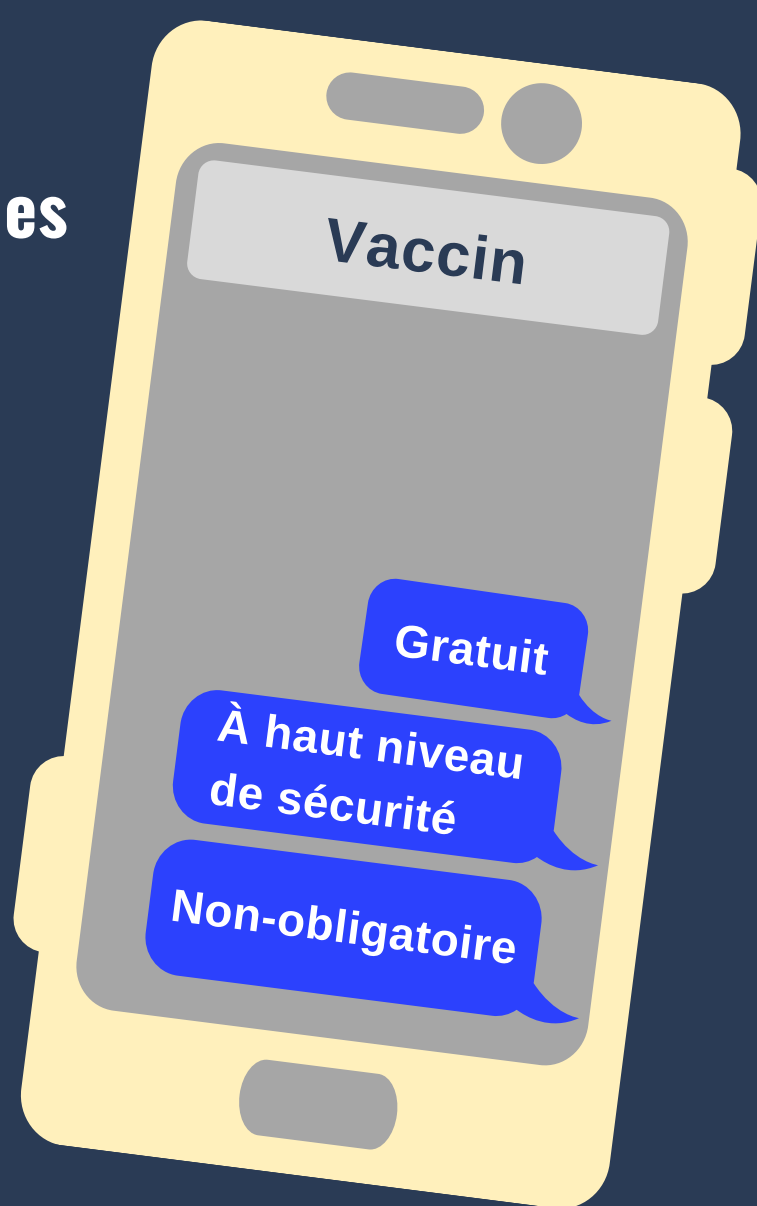 es
Vaccin
Gratuit
À haut niveau
de sécurité
Non-obligatoire